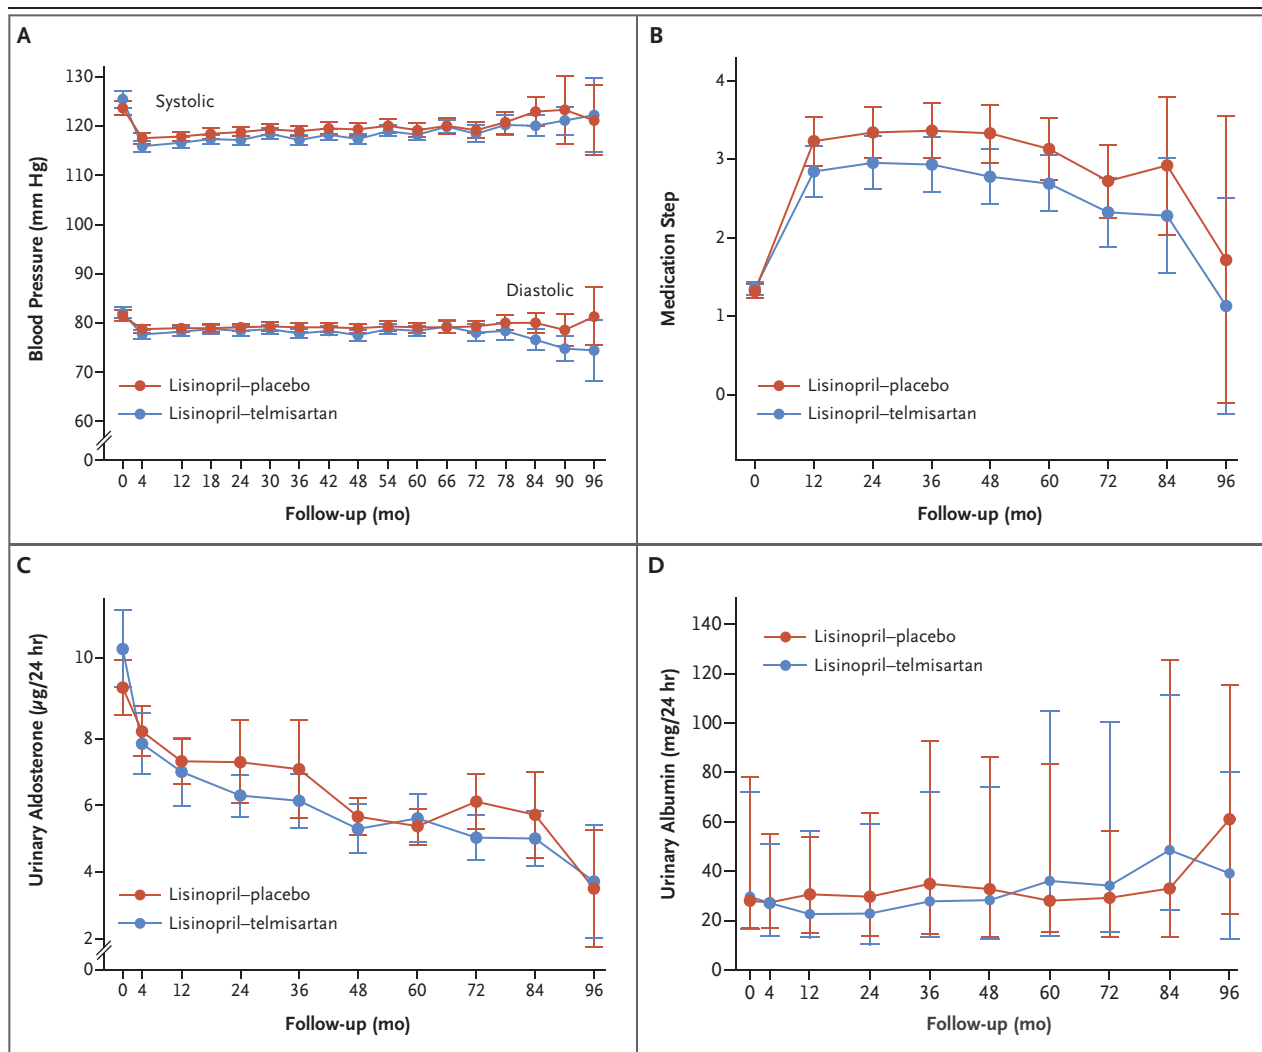 A
Blood Pressure (mm Hg)
130
120
110
100
90
80
70
60
0
Systolic
Diastolic
Lisinopril–placebo
Lisinopril–telmisartan
0 4 12 18 24 30 36 42 48 54 60 66 72 78 84 90 96
Follow-up (mo)
B
Medication Step
4
3
2
1
0
Lisinopril–placebo
Lisinopril–telmisartan
0 12 24 36 48 60 72 84 96
Follow-up (mo)
C
Urinary Aldosterone (µg/24 hr)
10
8
6
4
2
0
Lisinopril–placebo
Lisinopril–telmisartan
0 4 12 24 36 48 60 72 84 96
Follow-up (mo)
D
Urinary Albumin (mg/24 hr)
140
120
100
80
60
40
20
0
Lisinopril–placebo
Lisinopril–telmisartan
0 4 12 24 36 48 60 72 84 96
Follow-up (mo)